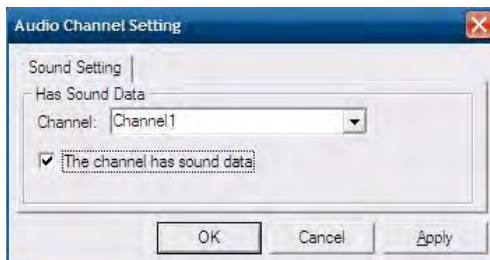 Audio Channel Setting
Sound Setting
Has Sound Data
Channel: Channel1
The channel has sound data
OK Cancel Apply